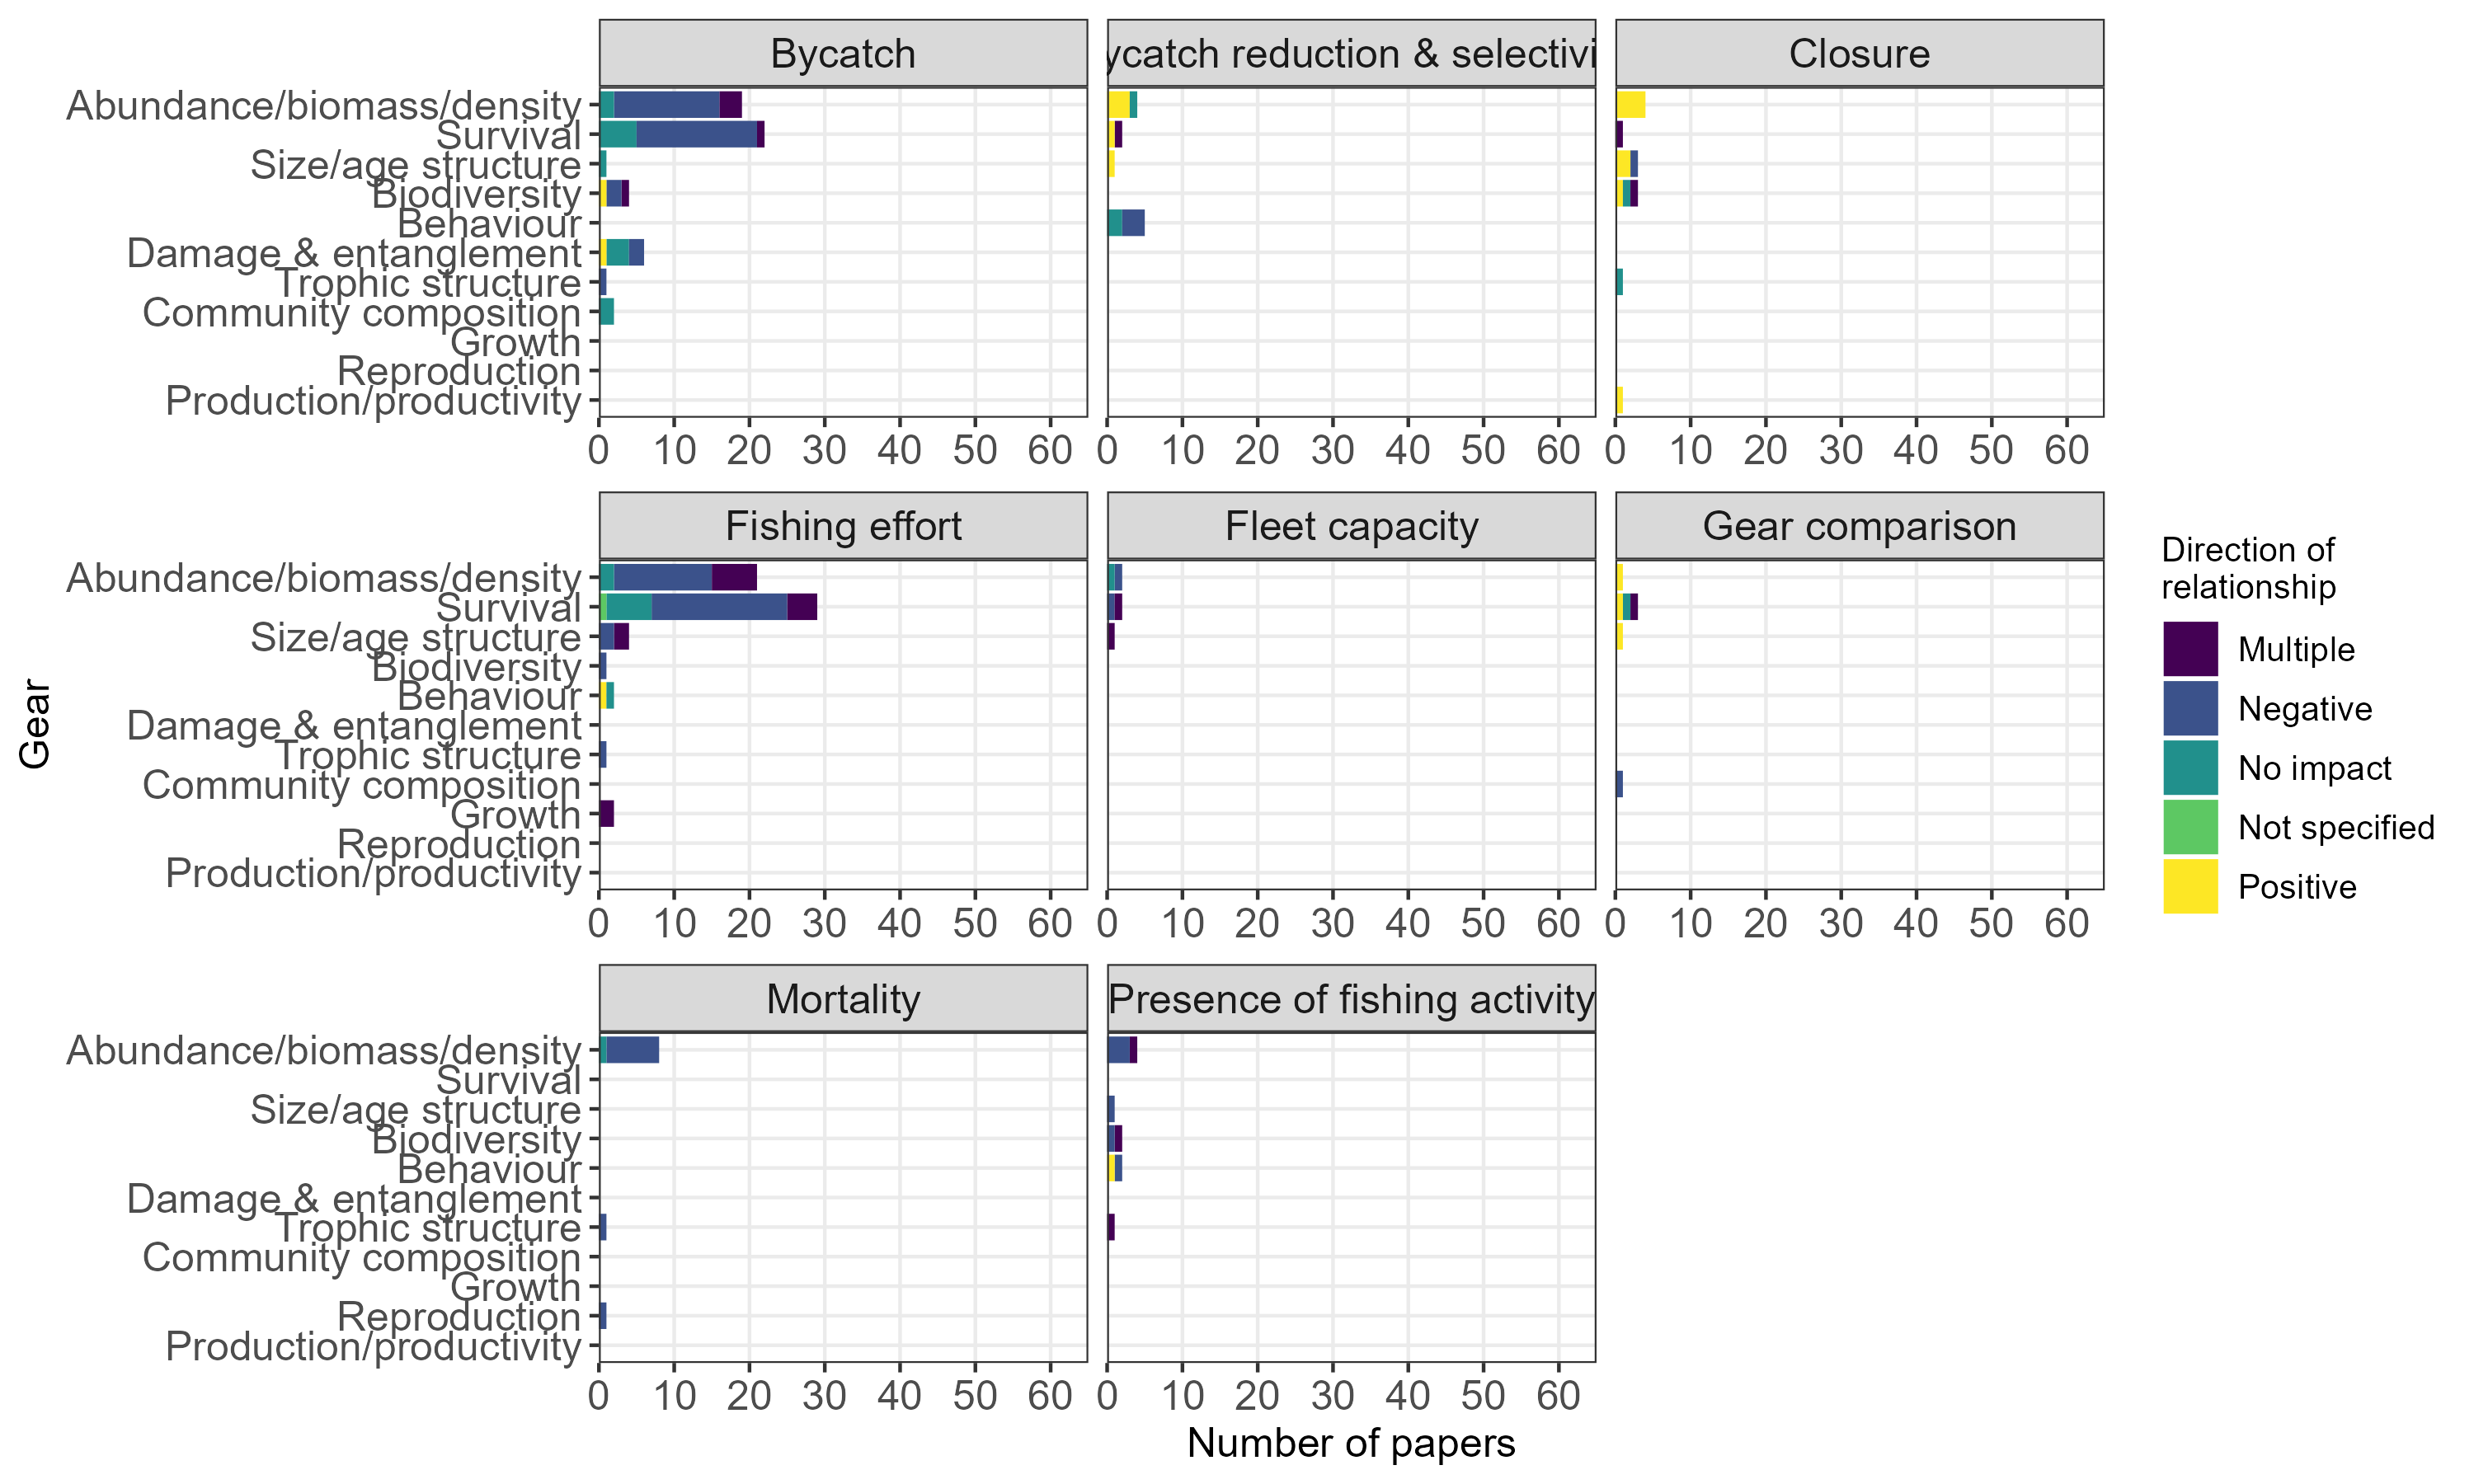 Bycatch
ycatch reduction & selectivi
Closure
Abundance/biomass/density
Survival
Size/age structure
Biodiversity
Behaviour
Damage & entanglement
Trophic structure
Community composition
Growth
Reproduction
Production/productivity
0 10 20 30 40 50 60
0 10 20 30 40 50 60
0 10 20 30 40 50 60
Fishing effort
Fleet capacity
Gear comparison
Abundance/biomass/density
Survival
Size/age structure
Biodiversity
Behaviour
Damage & entanglement
Trophic structure
Community composition
Growth
Reproduction
Production/productivity
0 10 20 30 40 50 60
0 10 20 30 40 50 60
0 10 20 30 40 50 60
Mortality
Presence of fishing activity
Abundance/biomass/density
Survival
Size/age structure
Biodiversity
Behaviour
Damage & entanglement
Trophic structure
Community composition
Growth
Reproduction
Production/productivity
0 10 20 30 40 50 60
0 10 20 30 40 50 60
Number of papers
Gear
Direction of
relationship
Multiple
Negative
No impact
Not specified
Positive